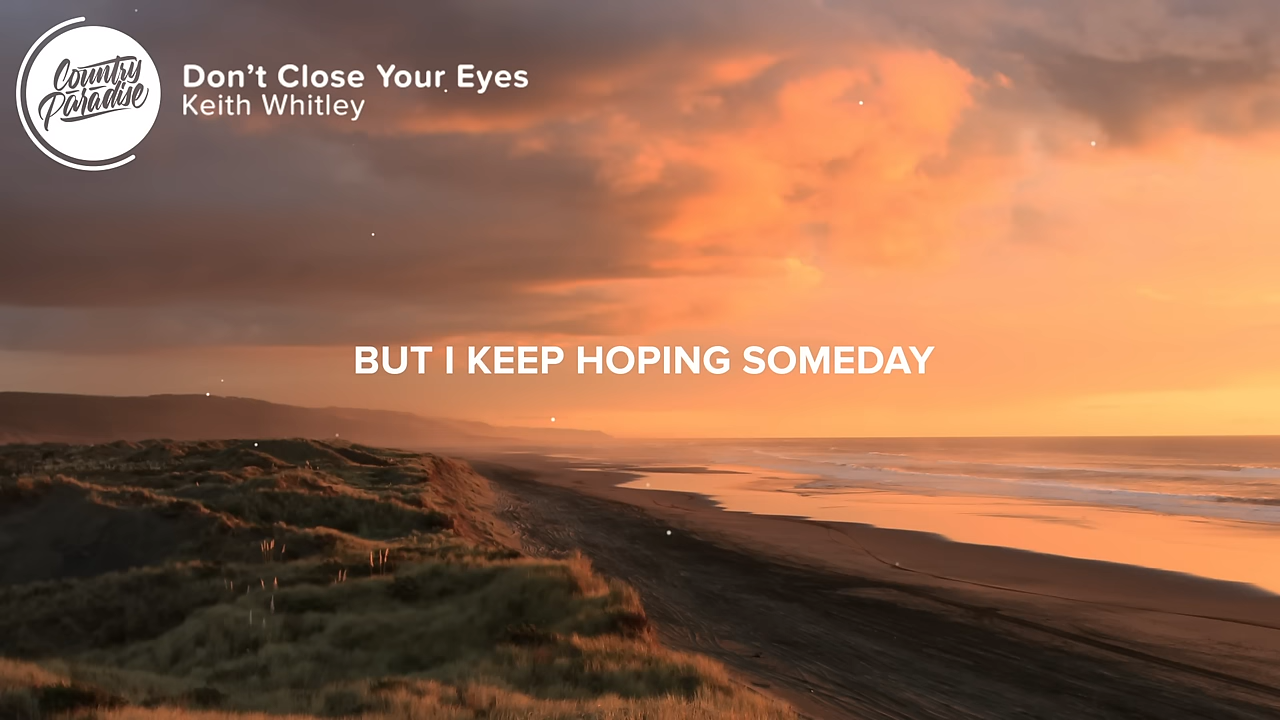 Country
Paradise
Don't Close Your Eyes
Keith Whitley
BUT I KEEP HOPING SOMEDAY